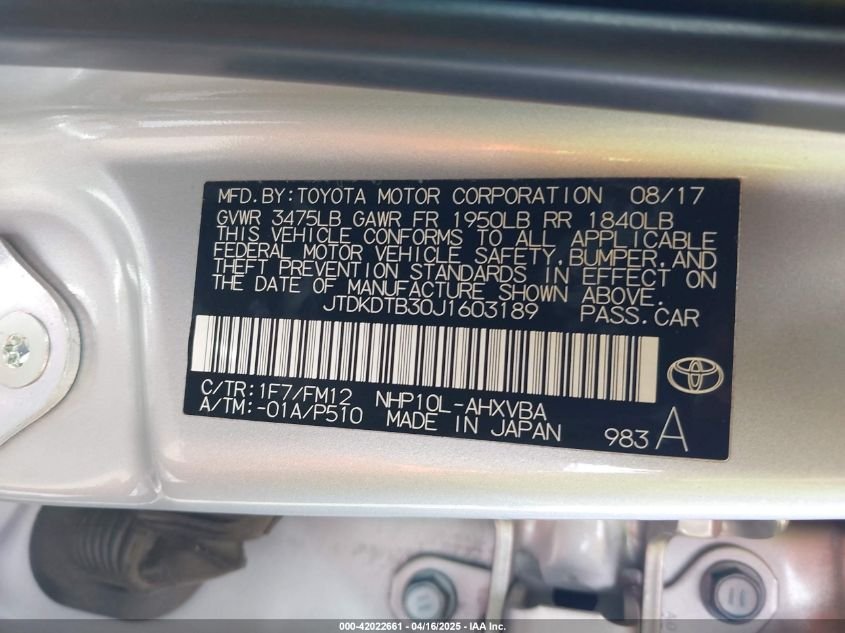 MFD.BY:TOYOTA MOTOR CORPORATION 08/17
GVWR 3475LB GAWR FR 1950LB RR 1840LB
THIS VEHICLE CONFORMS TO ALL APPLICABLE
FEDERAL MOTOR VEHICLE SAFETY,BUMPER,AND
THEFT PREVENTION STANDARDS IN EFFECT ON
THE DATE OF MANUFACTURE SHOWN ABOVE.
JTDKDTB30J1603189 PASS.CAR
C/TR:1F7/FM12 NHP10L-AHXVBA
A/TM:-01A/P510 MADE IN JAPAN 983 A
000-42022661 - 04/16/2025 - IAA Inc.